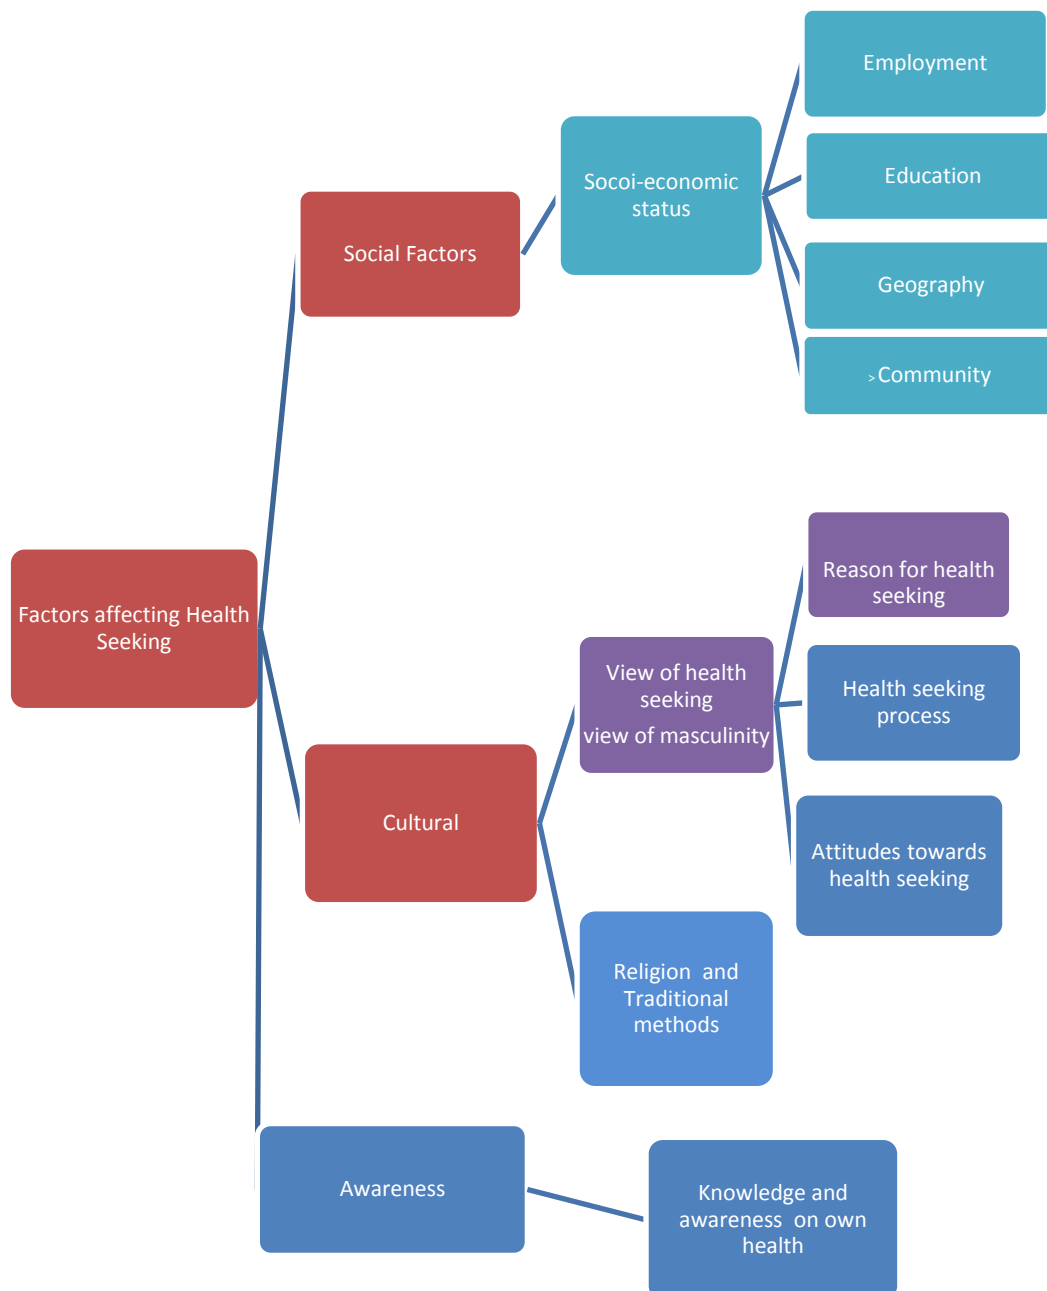 Employment
Education
Socoi-economic
status
Social Factors
Geography
>Community
Reason for health
seeking
Factors affecting Health
Seeking
View of health
seeking
view of masculinity
Health seeking
process
Cultural
Attitudes towards
health seeking
Religion  and
Traditional
methods
Awareness
Knowledge and
awareness  on own
health